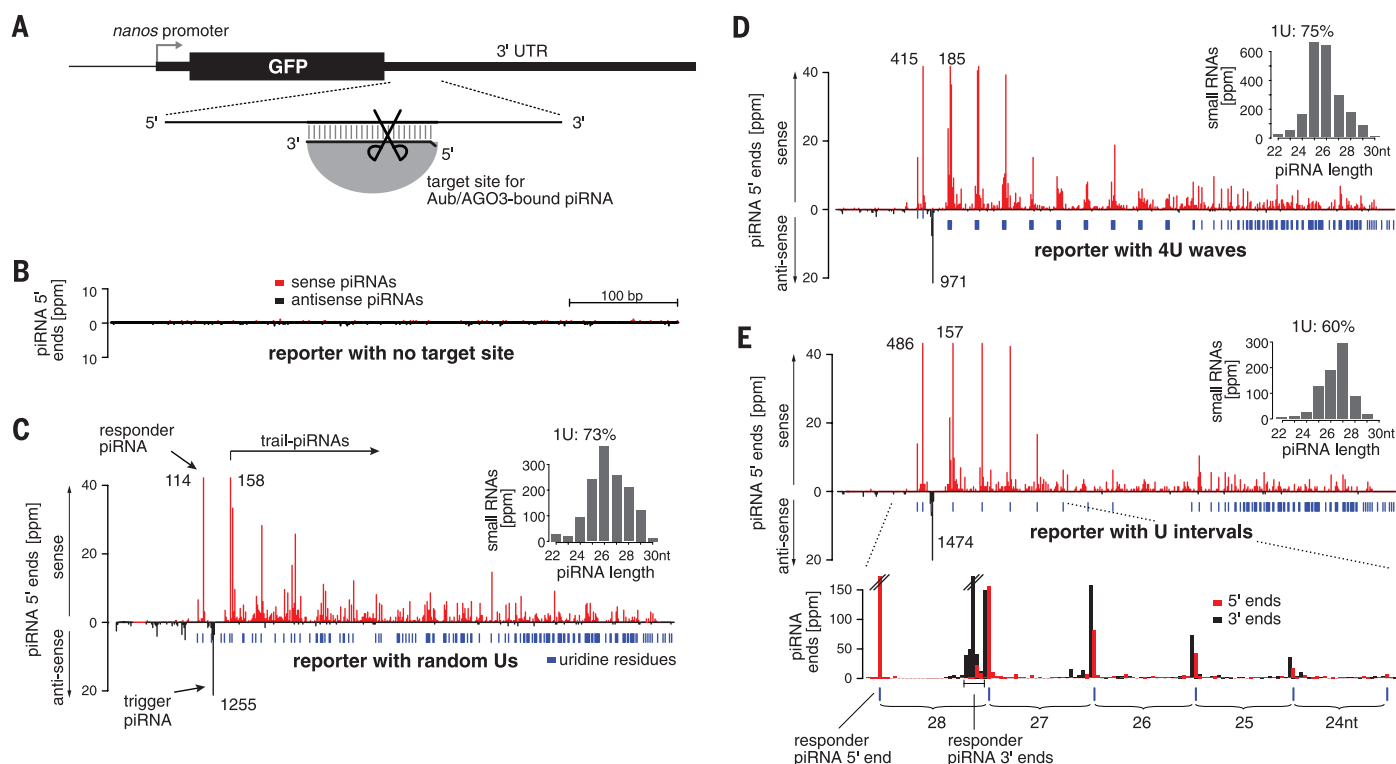 A
nanos promoter
GFP
3' UTR
5'
3'
3'
5'
target site for
Aub/AGO3-bound piRNA
B
piRNA 5'
ends [ppm]
10
0
10
sense piRNAs
antisense piRNAs
100 bp
reporter with no target site
C
responder
piRNA
trail-piRNAs
114
158
piRNA 5' ends [ppm]
anti-sense
sense
40
20
0
20
1U: 73%
small RNAs
[ppm]
300
200
100
0
22 24 26 28 30nt
piRNA length
reporter with random Us
uridine residues
trigger
piRNA
1255
D
415
185
piRNA 5' ends [ppm]
anti-sense
sense
40
20
0
20
1U: 75%
small RNAs
[ppm]
600
400
200
0
22 24 26 28 30nt
piRNA length
reporter with 4U waves
971
E
486
157
piRNA 5' ends [ppm]
anti-sense
sense
40
20
0
20
1U: 60%
small RNAs
[ppm]
300
200
100
0
22 24 26 28 30nt
piRNA length
reporter with U intervals
1474
piRNA
ends [ppm]
150
100
50
0
5' ends
3' ends
28 27 26 25 24nt
responder
piRNA 5' end
responder
piRNA 3' ends